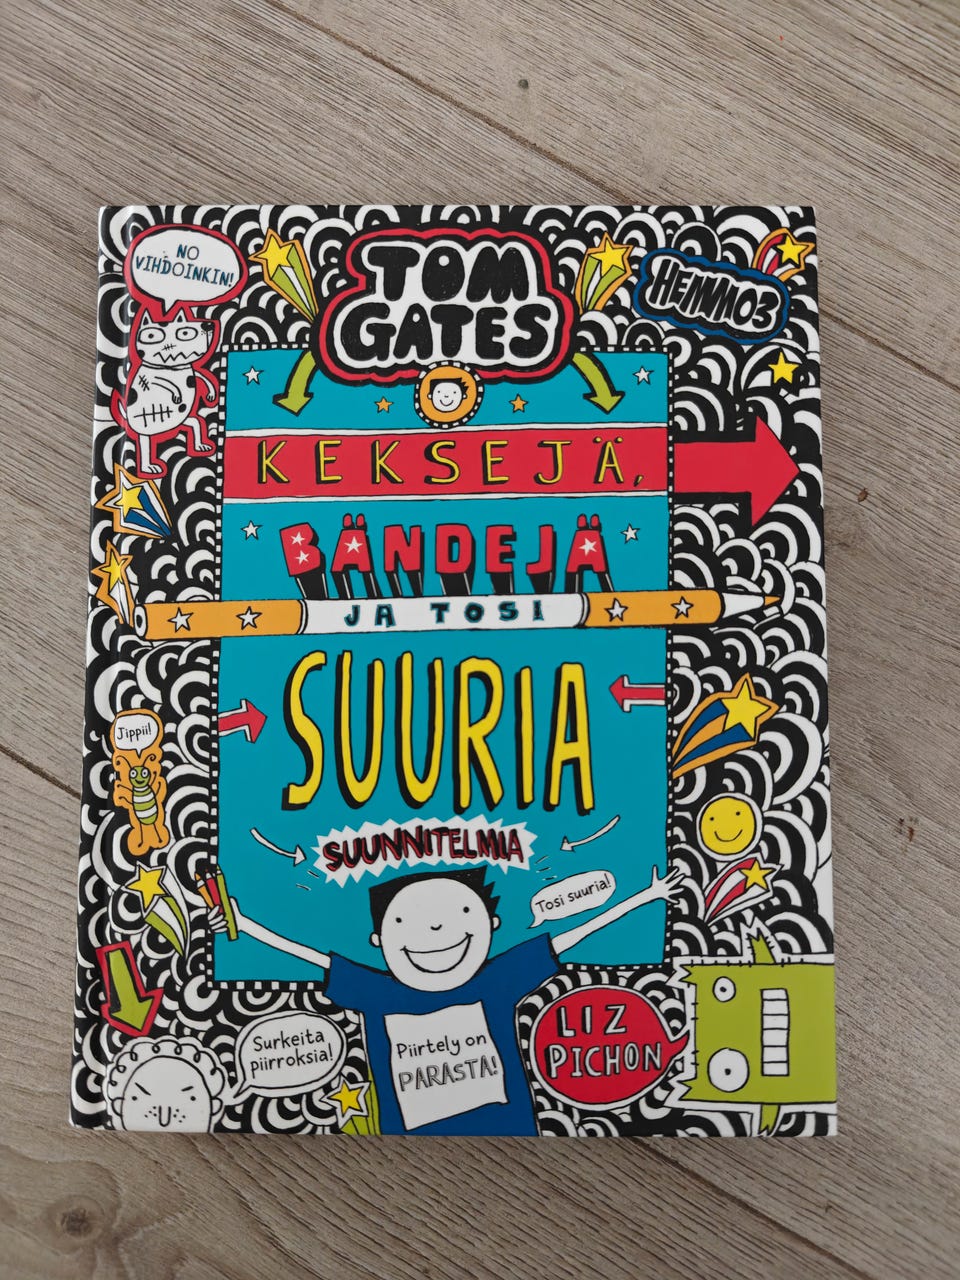 NO
VIHDOINKIN!
TOM
GATES
HEMMO3
KEKSEJÄ,
BÄNDEJÄ
JA TOSI
SUURIA
Jippii!
SUUNNITELMIA
Tosi suuria!
LIZ
PICHON
Surkeita
piirroksia!
Piirtely on
PARASTA!